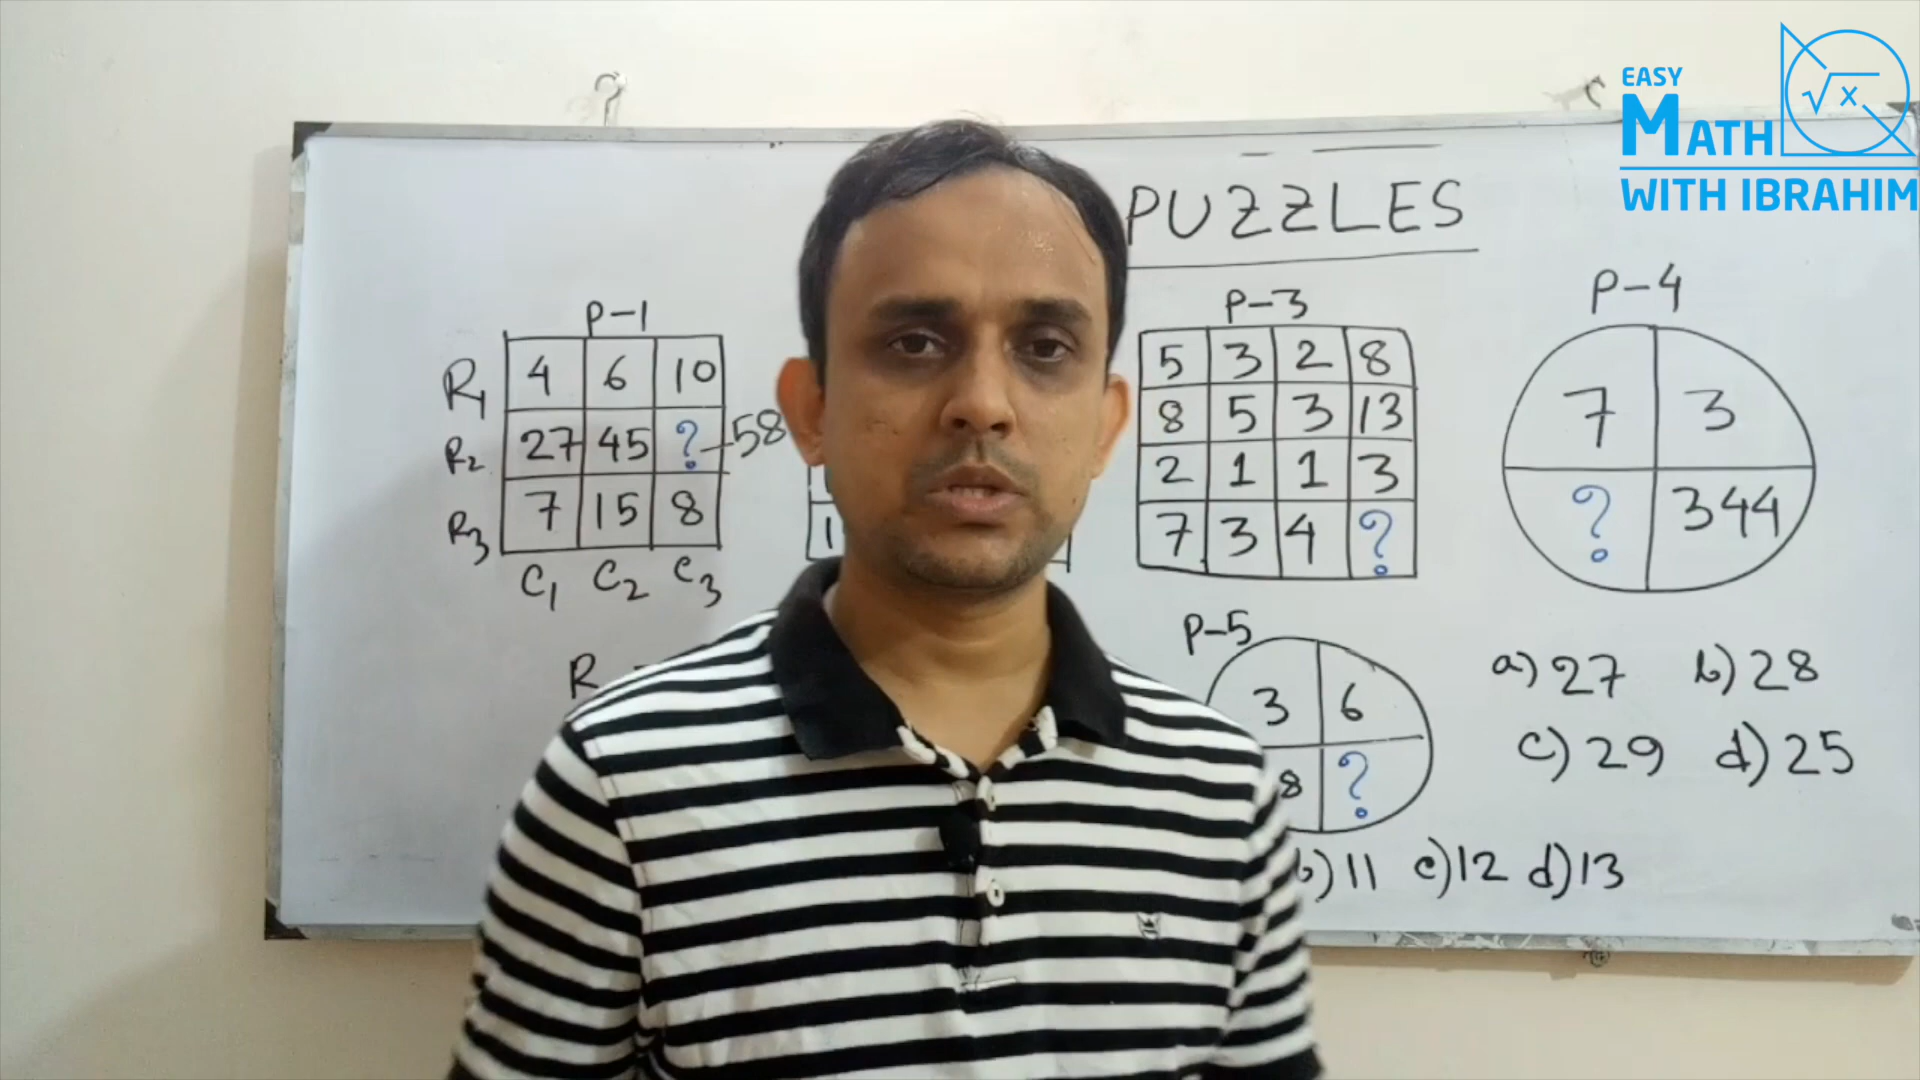 EASY
MATH
√x
WITH IBRAHIM
PUZZLES
P-1
R1 4 6 10
R2 27 45 ? 58
R3 7 15 8
C1 C2 C3
P-3
5 3 2 8
8 5 3 13
2 1 1 3
7 3 4 ?
P-4
7 3
? 344
a) 27 b) 28
c) 29 d) 25
P-5
3 6
8 ?
b) 11 c) 12 d) 13
R
1